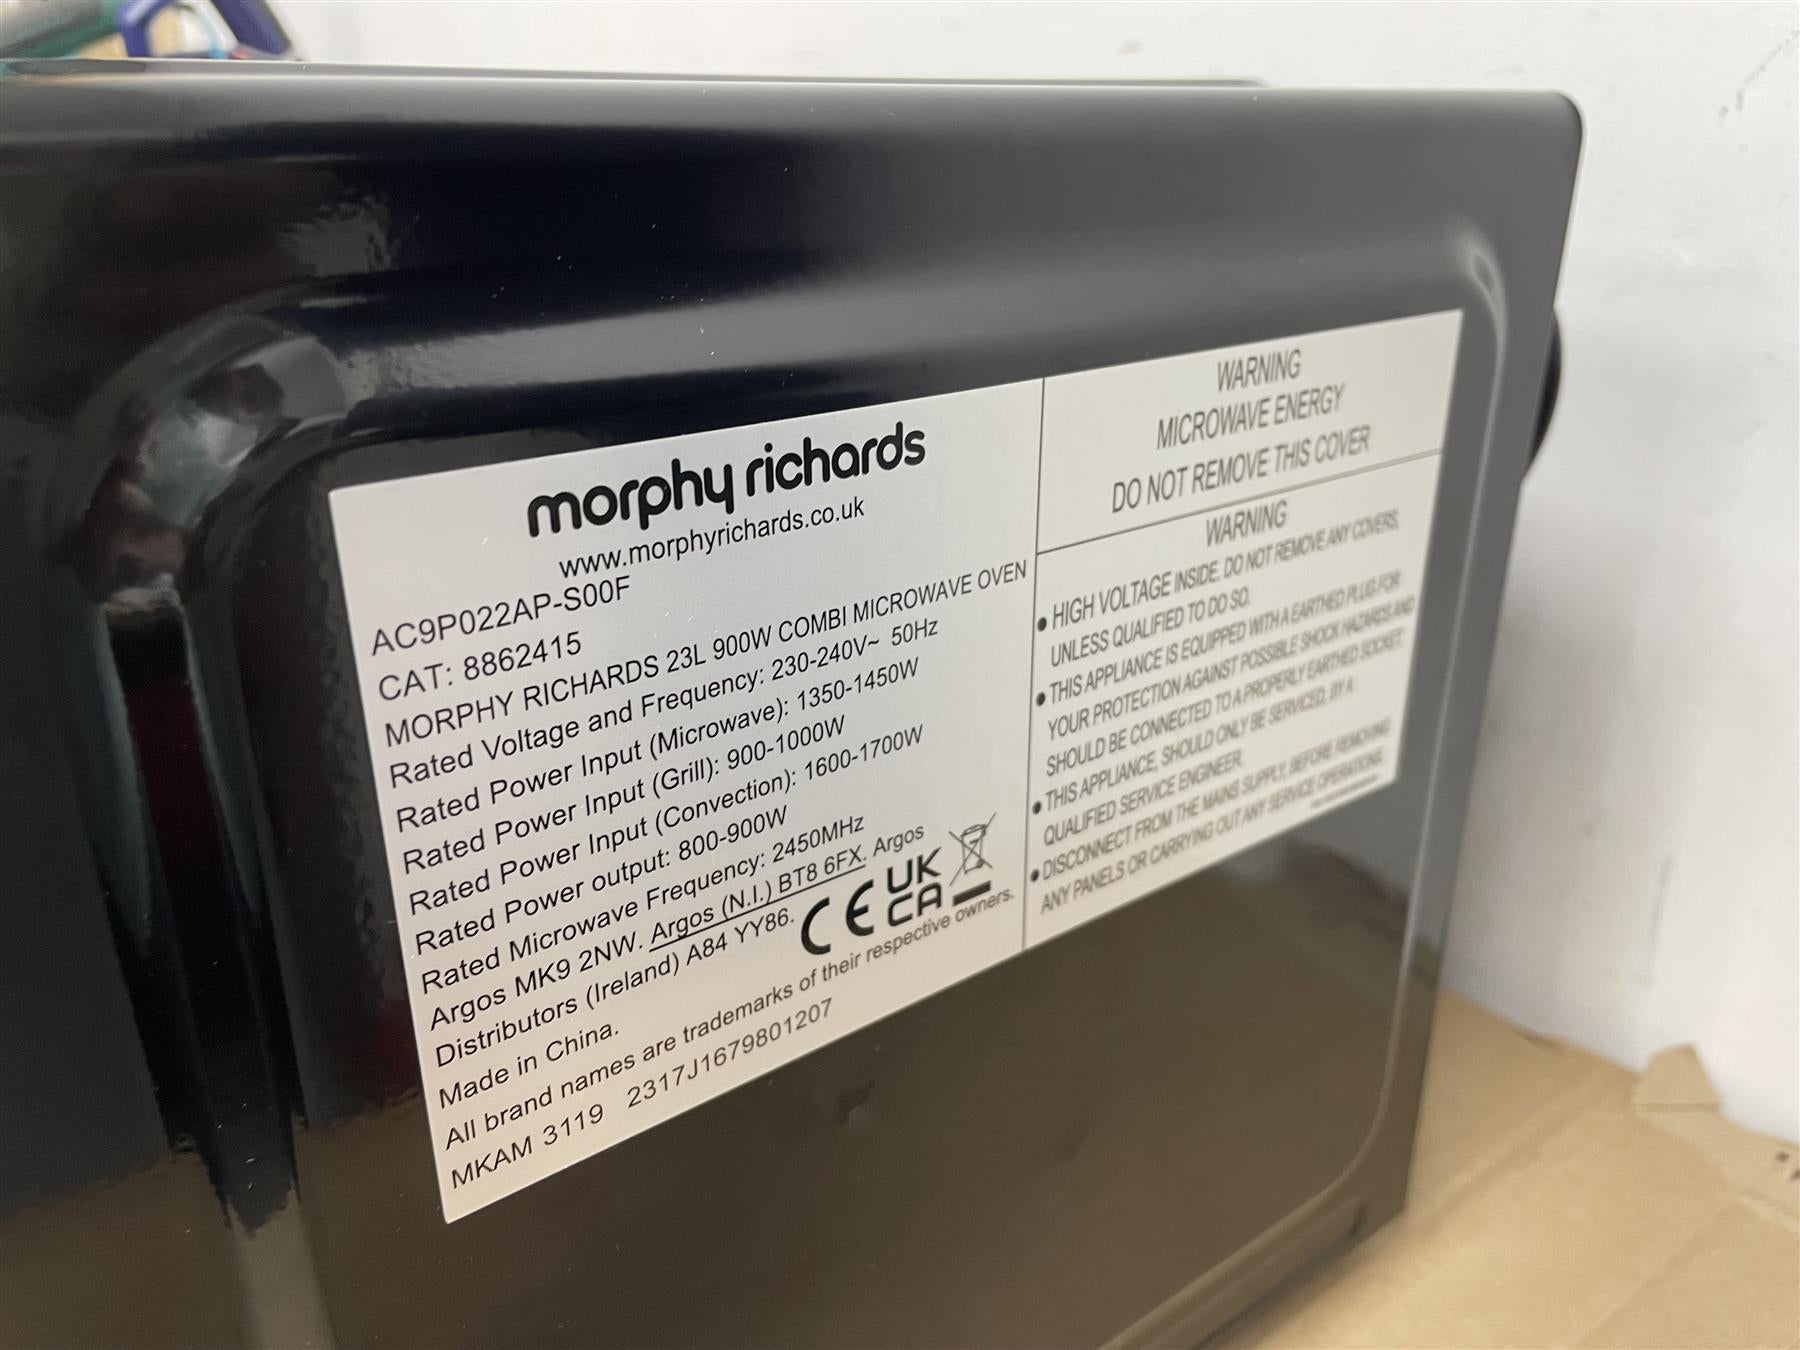 morphy richards
www.morphyrichards.co.uk
AC9P022AP-S00F
CAT: 8862415
MORPHY RICHARDS 23L 900W COMBI MICROWAVE OVEN
Rated Voltage and Frequency: 230-240V~ 50Hz
Rated Power Input (Microwave): 1350-1450W
Rated Power Input (Grill): 900-1000W
Rated Power Input (Convection): 1600-1700W
Rated Power output: 800-900W
Rated Microwave Frequency: 2450MHz
Argos MK9 2NW. Argos (N.I.) BT8 6FX. Argos
Distributors (Ireland) A84 YY86.
CE UK
CA
Made in China.
All brand names are trademarks of their respective owners.
MKAM 3119 2317J1679801207
WARNING
MICROWAVE ENERGY
DO NOT REMOVE THIS COVER
WARNING
• HIGH VOLTAGE INSIDE. DO NOT REMOVE ANY COVERS,
UNLESS QUALIFIED TO DO SO.
• THIS APPLIANCE IS EQUIPPED WITH A EARTHED PLUG FOR
YOUR PROTECTION AGAINST POSSIBLE SHOCK HAZARDS AND
SHOULD BE CONNECTED TO A PROPERLY EARTHED SOCKET.
• THIS APPLIANCE, SHOULD ONLY BE SERVICED, BY A
QUALIFIED SERVICE ENGINEER.
• DISCONNECT FROM THE MAINS SUPPLY, BEFORE REMOVING
ANY PANELS OR CARRYING OUT ANY SERVICE OPERATIONS.